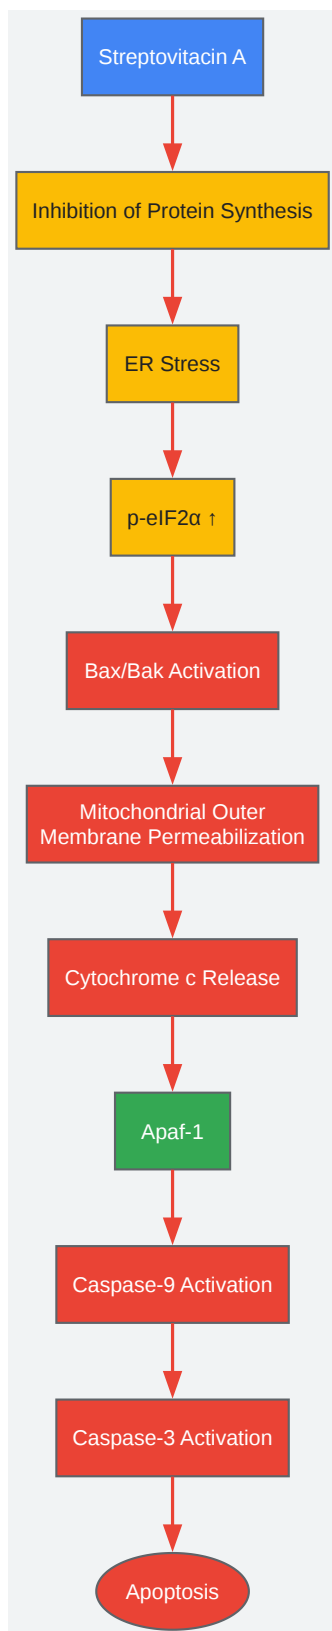 Streptovitacin A
Inhibition of Protein Synthesis
ER Stress
p-eIF2α ↑
Bax/Bak Activation
Mitochondrial Outer
Membrane Permeabilization
Cytochrome c Release
Apaf-1
Caspase-9 Activation
Caspase-3 Activation
Apoptosis